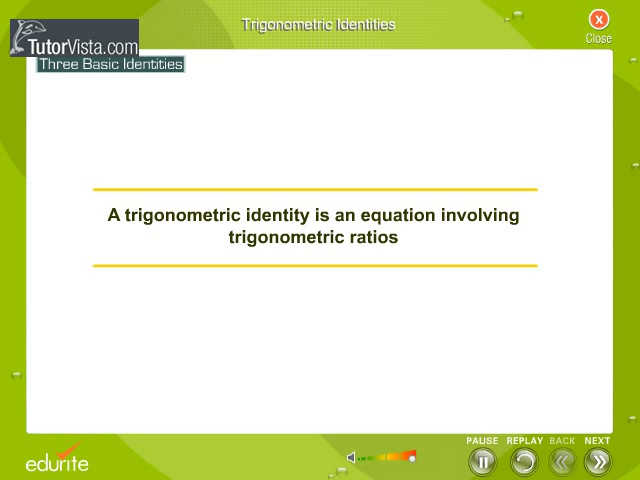 Trigonometric Identities
X
Close
TutorVista.com
Three Basic Identities
A trigonometric identity is an equation involving
trigonometric ratios
PAUSE REPLAY BACK NEXT
edurite